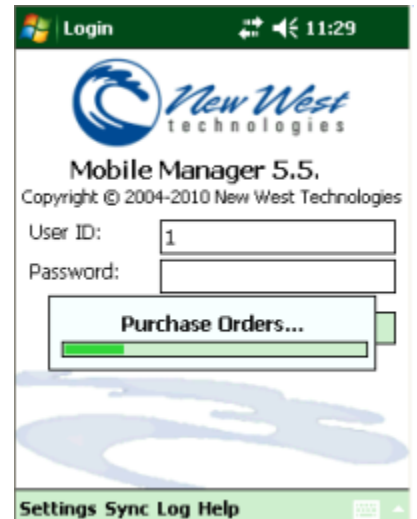 Login 11:29
New West
technologies
Mobile Manager 5.5.
Copyright © 2004-2010 New West Technologies
User ID: 1
Password:
Purchase Orders...
Settings Sync Log Help